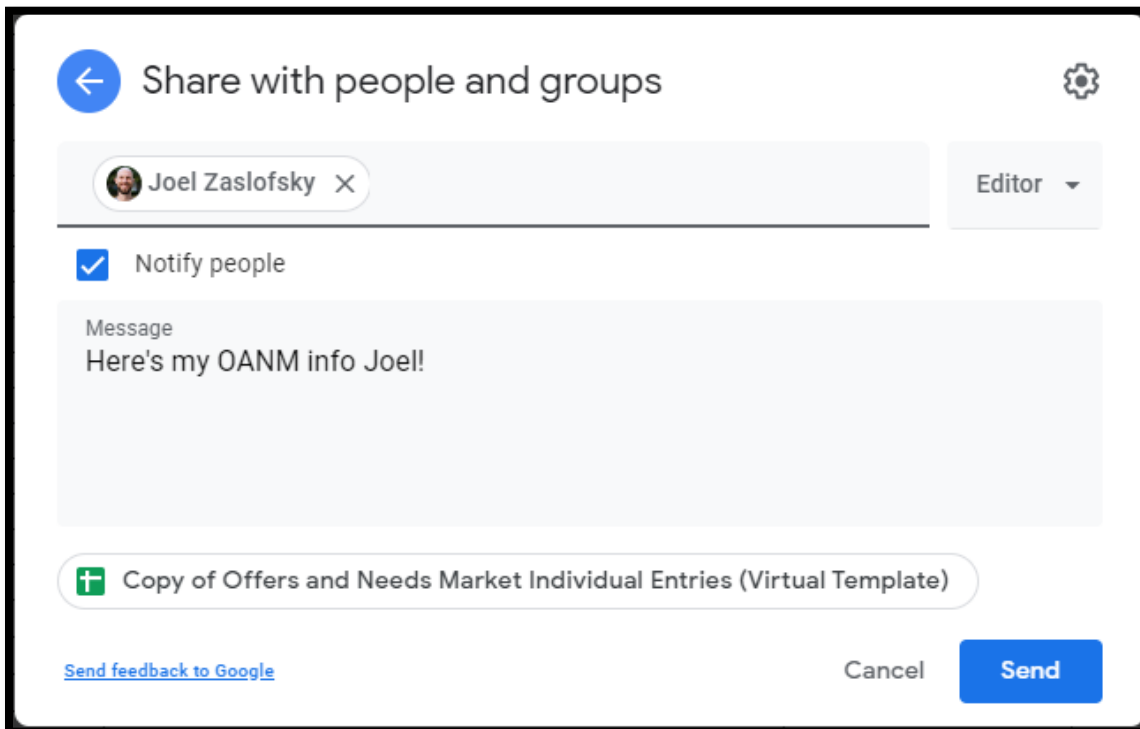 Share with people and groups
Joel Zaslofsky
Editor
Notify people
Message
Here's my OANM info Joel!
Copy of Offers and Needs Market Individual Entries (Virtual Template)
Send feedback to Google
Cancel
Send